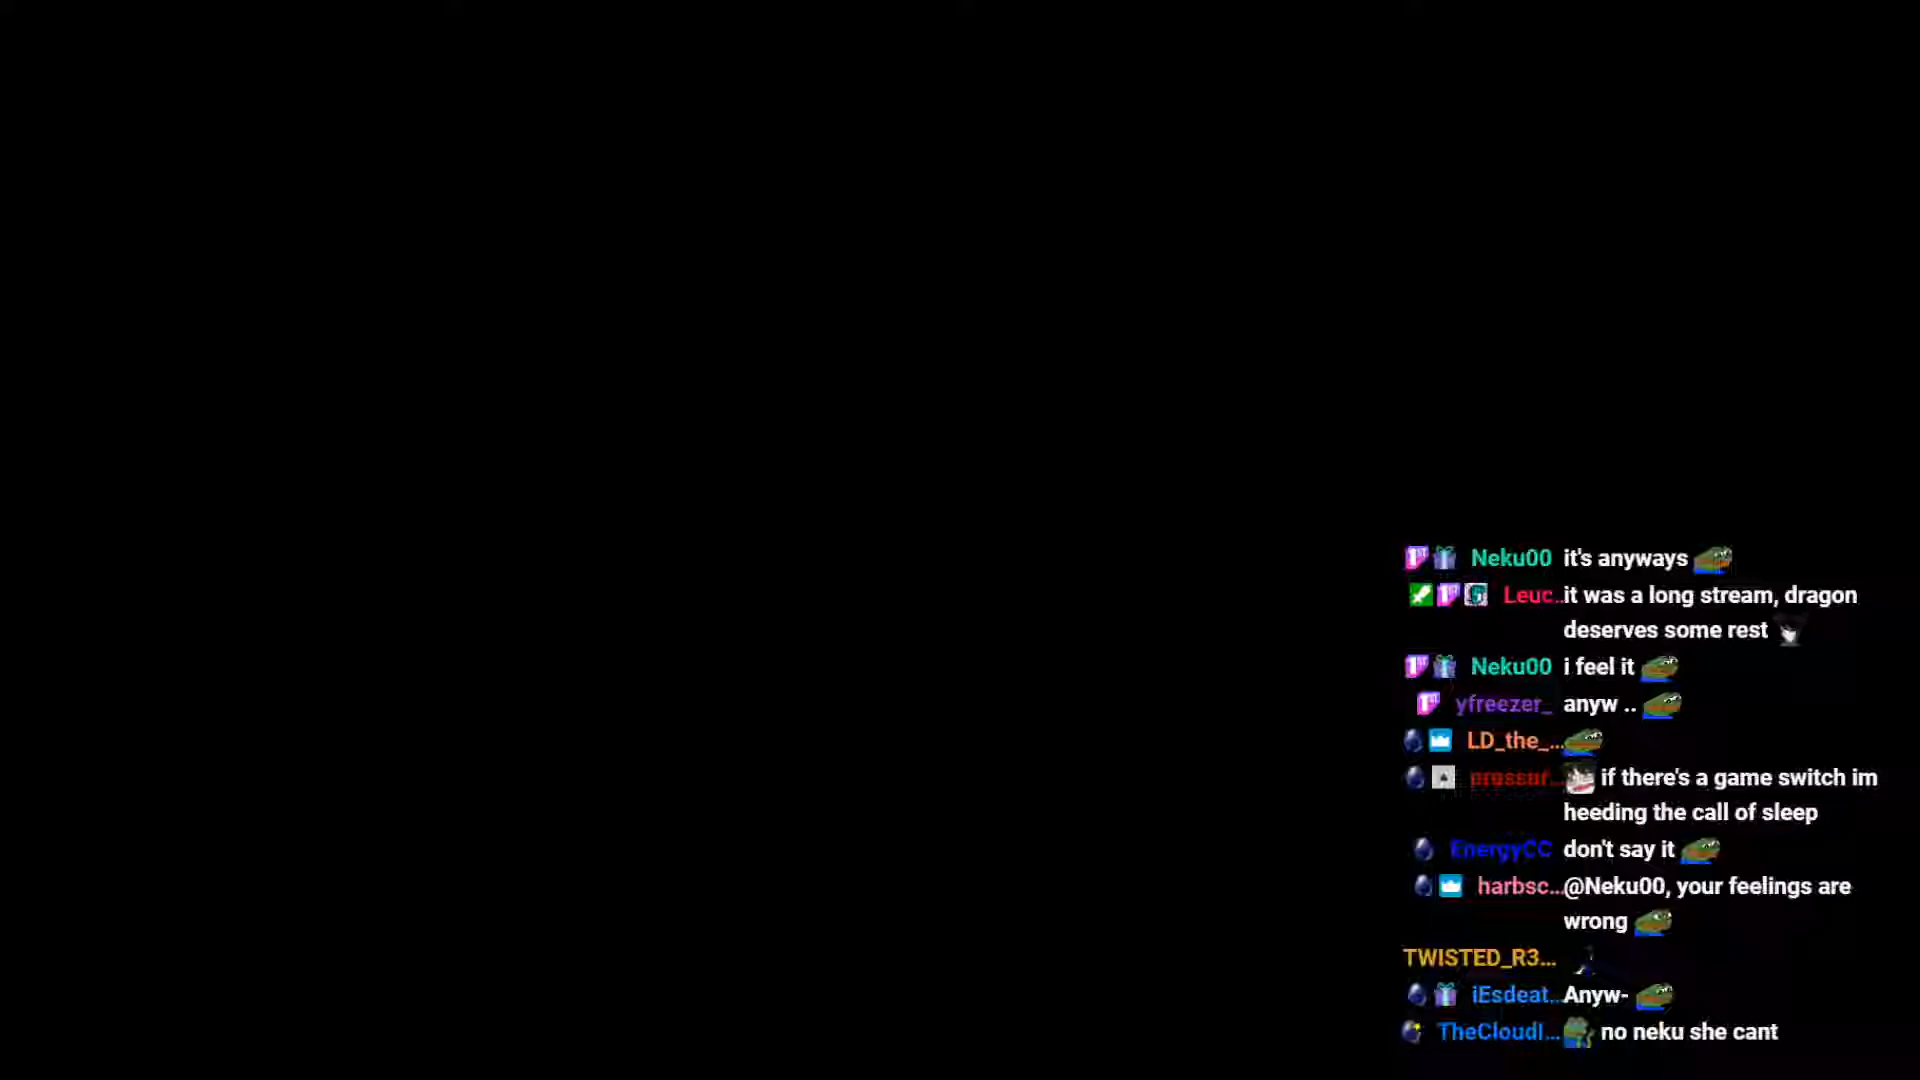 Neku00 it's anyways
Leuc... it was a long stream, dragon
deserves some rest
Neku00 i feel it
yfreezer_ anyw ..
LD_the_...
pressur... if there's a game switch im
heeding the call of sleep
EnergyCC don't say it
harbsc... @Neku00, your feelings are
wrong
TWISTED_R3...
iEsdeat... Anyw-
TheCloudI... no neku she cant